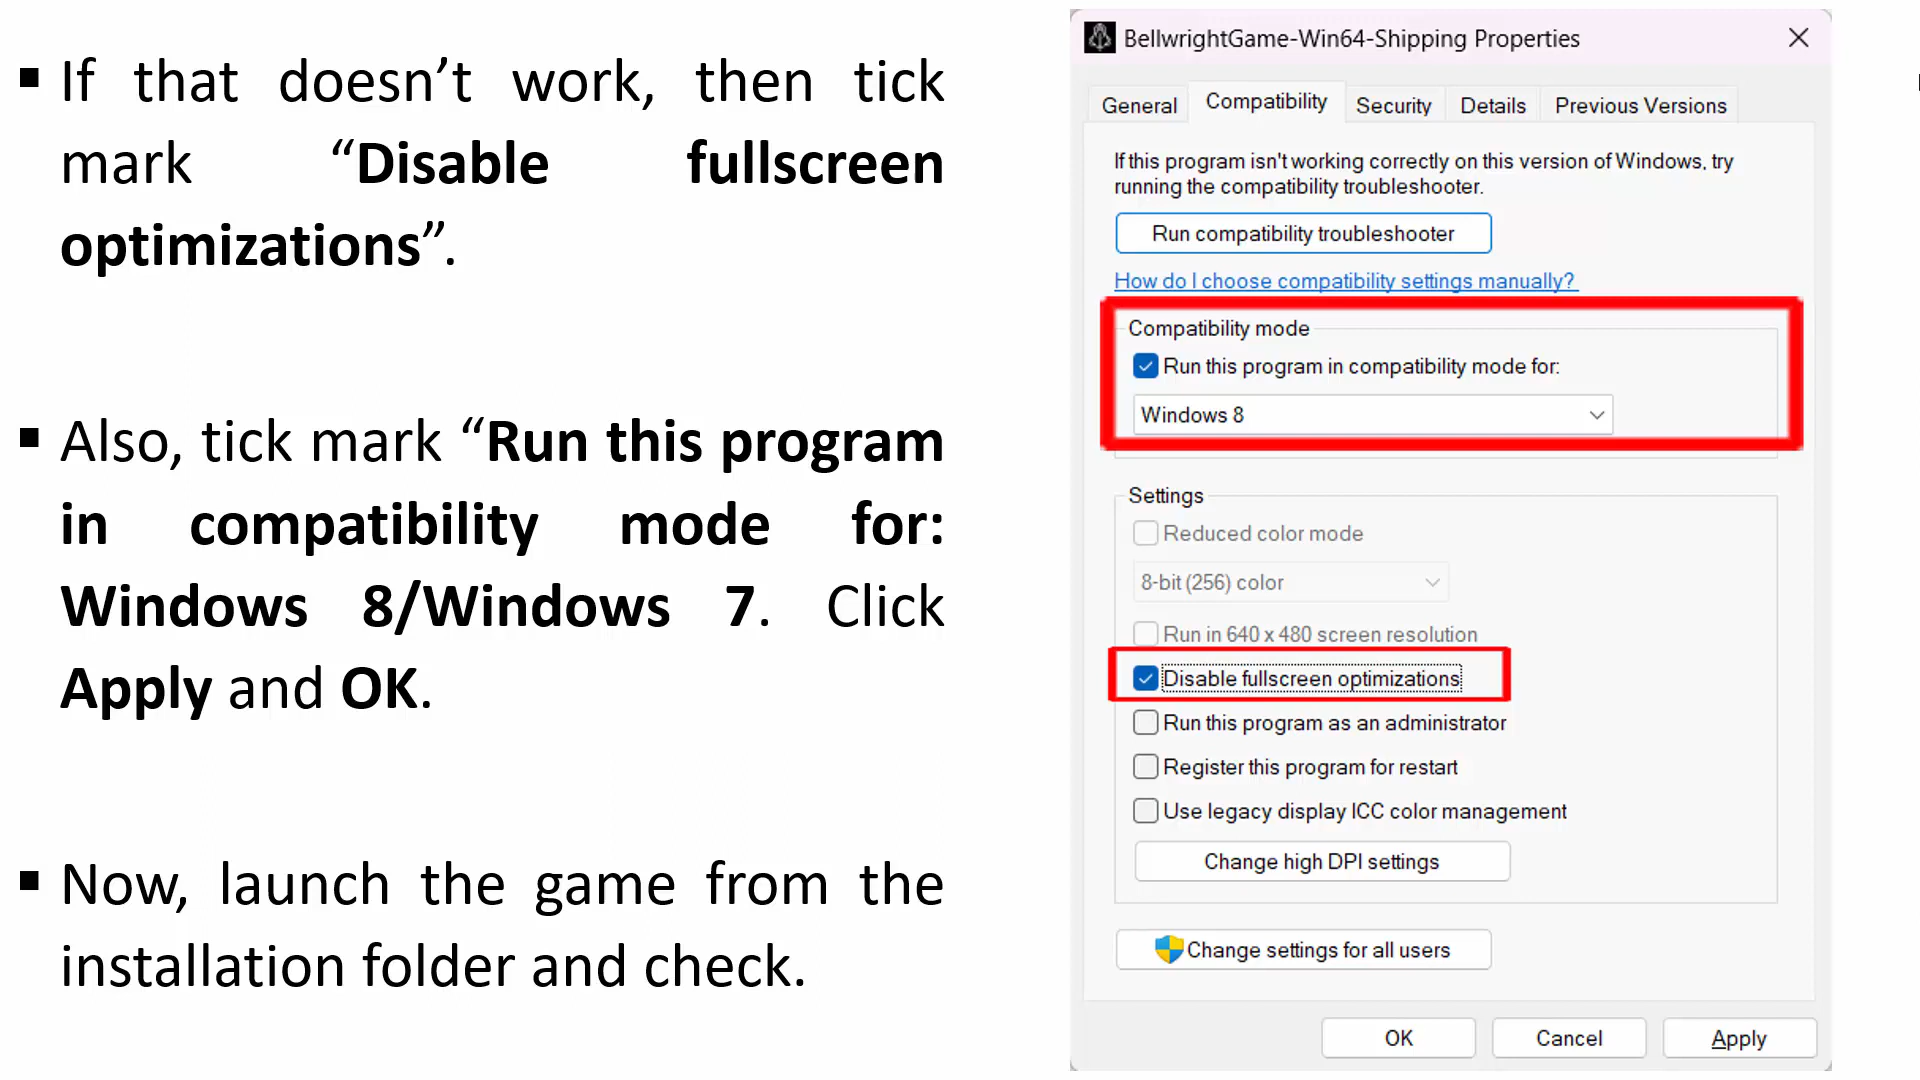 ▪ If that doesn’t work, then tick
mark “Disable fullscreen
optimizations”.
▪ Also, tick mark “Run this program
in compatibility mode for:
Windows 8/Windows 7. Click
Apply and OK.
▪ Now, launch the game from the
installation folder and check.
BellwrightGame-Win64-Shipping Properties
General Compatibility Security Details Previous Versions
If this program isn't working correctly on this version of Windows, try
running the compatibility troubleshooter.
Run compatibility troubleshooter
How do I choose compatibility settings manually?
Compatibility mode
Run this program in compatibility mode for:
Windows 8
Settings
Reduced color mode
8-bit (256) color
Run in 640 x 480 screen resolution
Disable fullscreen optimizations
Run this program as an administrator
Register this program for restart
Use legacy display ICC color management
Change high DPI settings
Change settings for all users
OK Cancel Apply